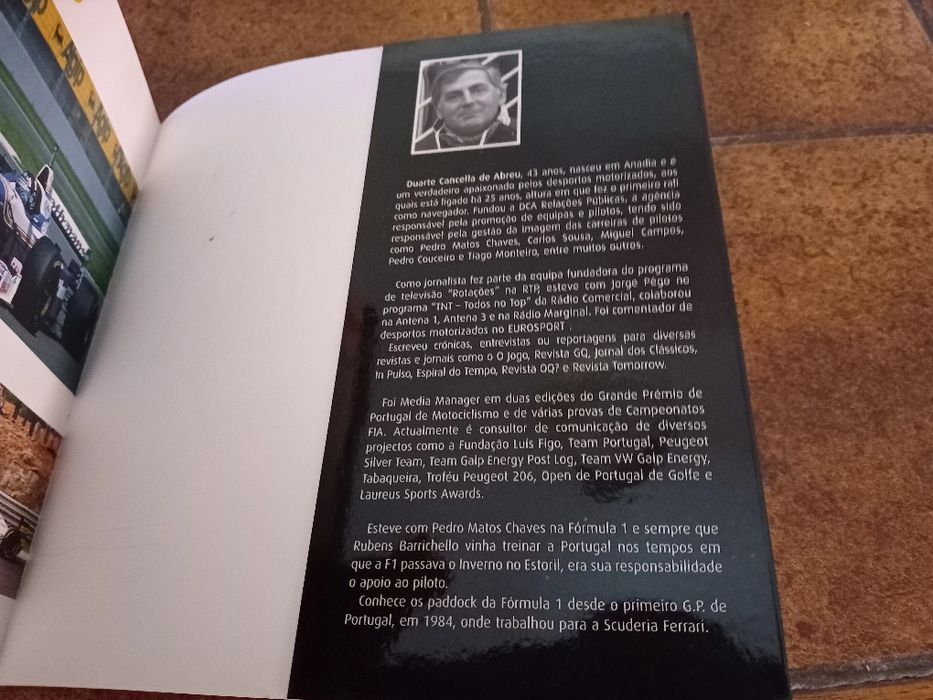 Agip
Agip
Agip
Duarte Cancella de Abreu, 43 anos, nasceu em Anadia e é
um verdadeiro apaixonado pelos desportos motorizados, aos
quais está ligado há 25 anos, altura em que fez o primeiro rali
como navegador. Fundou a DCA Relações Públicas, a agência
responsável pela promoção de equipas e pilotos, tendo sido
responsável pela gestão da imagem das carreiras de pilotos
como Pedro Matos Chaves, Carlos Sousa, Miguel Campos,
Pedro Couceiro e Tiago Monteiro, entre muitos outros.
Como jornalista fez parte da equipa fundadora do programa
de televisão "Rotações" na RTP, esteve com Jorge Pêgo no
programa "TNT – Todos no Top" da Rádio Comercial, colaborou
na Antena 1, Antena 3 e na Rádio Marginal. Foi comentador de
desportos motorizados no EUROSPORT .
Escreveu crónicas, entrevistas ou reportagens para diversas
revistas e jornais como o O Jogo, Revista GQ, Jornal dos Clássicos,
In Pulso, Espiral do Tempo, Revista OQ? e Revista Tomorrow.
Foi Media Manager em duas edições do Grande Prémio de
Portugal de Motociclismo e de várias provas de Campeonatos
FIA. Actualmente é consultor de comunicação de diversos
projectos como a Fundação Luís Figo, Team Portugal, Peugeot
Silver Team, Team Galp Energy Post Log, Team VW Galp Energy,
Tabaqueira, Troféu Peugeot 206, Open de Portugal de Golfe e
Laureus Sports Awards.
Esteve com Pedro Matos Chaves na Fórmula 1 e sempre que
Rubens Barrichello vinha treinar a Portugal nos tempos em
que a F1 passava o Inverno no Estoril, era sua responsabilidade
o apoio ao piloto.
Conhece os paddock da Fórmula 1 desde o primeiro G.P. de
Portugal, em 1984, onde trabalhou para a Scuderia Ferrari.